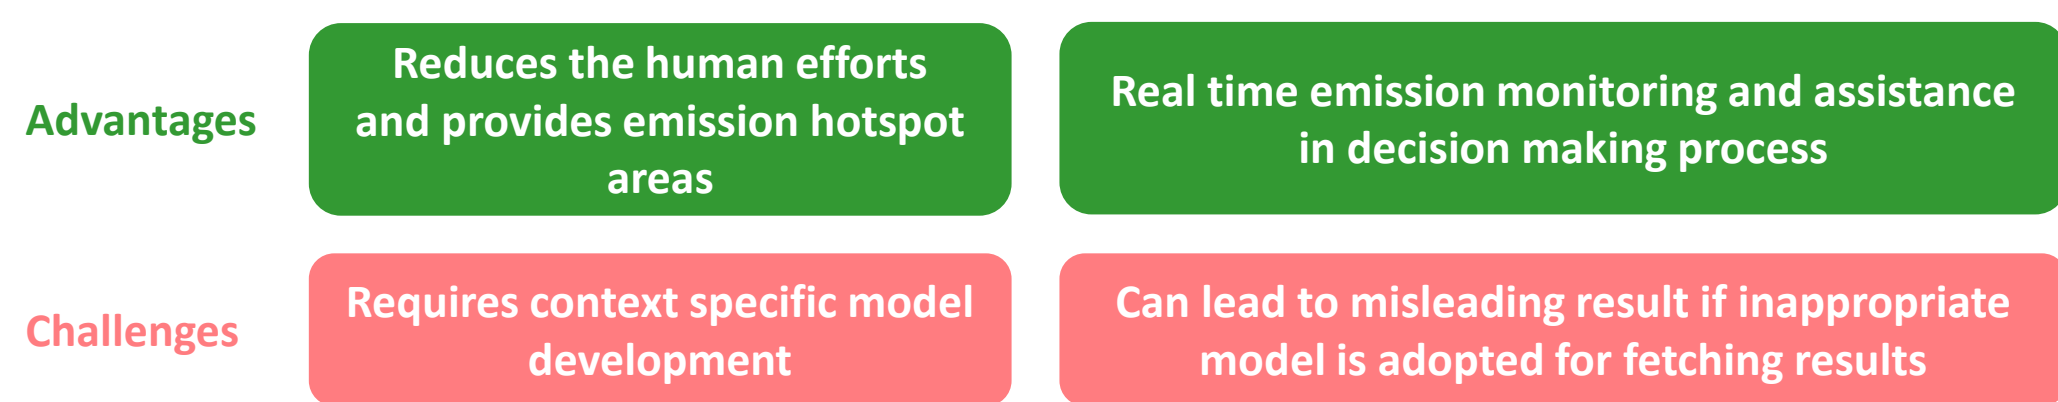 Advantages
Reduces the human efforts
and provides emission hotspot
areas
Real time emission monitoring and assistance
in decision making process
Challenges
Requires context specific model
development
Can lead to misleading result if inappropriate
model is adopted for fetching results